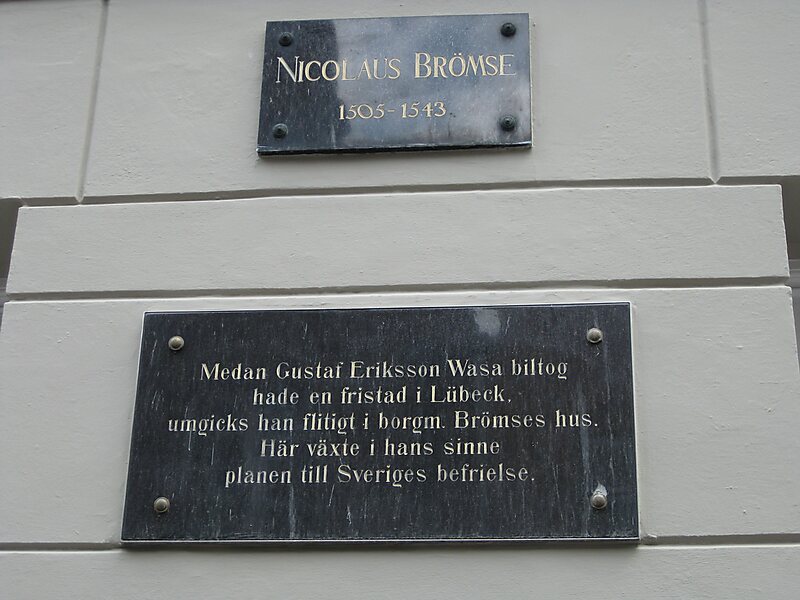 NICOLAUS BRÖMSE
1505-1543
Medan Gustaf Eriksson Wasa biltog
hade en fristad i Lübeck,
umgicks han flitigt i borgm. Brömses hus.
Här växte i hans sinne
planen till Sveriges befrielse.